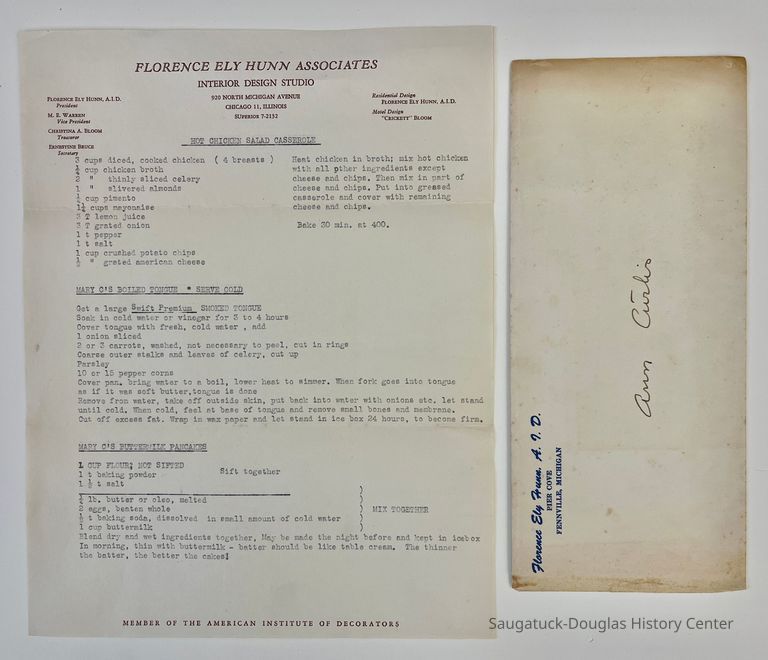 FLORENCE ELY HUNN ASSOCIATES
INTERIOR DESIGN STUDIO
920 NORTH MICHIGAN AVENUE
CHICAGO 11, ILLINOIS
SUPERIOR 7-2132
FLORENCE ELY HUNN, A.I.D.
President
M. E. WARREN
Vice President
CHRISTINA A. BLOOM
Treasurer
ERNESTINE BRUCE
Secretary
Residential Design
FLORENCE ELY HUNN, A.I.D.
Motel Design
"CRICKETT" BLOOM
HOT CHICKEN SALAD CASSEROLE
3 cups diced, cooked chicken ( 4 breasts )
cup chicken broth
2 " thinly sliced celery
1 " slivered almonds
cup pimento
cups mayonaise
3 T lemon juice
3 T grated onion
1 t pepper
1 t salt
1 cup crushed potato chips
" grated american cheese
Heat chicken in broth; mix hot chicken
with all pther ingredients except
cheese and chips. Then mix in part of
cheese and chips. Put into greased
casserole and cover with remaining
cheese and chips.
Bake 30 min. at 400.
MARY C'S BOILED TONGUE * SERVE COLD
Get a large Swift Premium SMOKED TONGUE
Soak in cold water or vinegar for 3 to 4 hours
Cover tongue with fresh, cold water , add
1 onion sliced
2 or 3 carrots, washed, not necessary to peel, cut in rings
Coarse outer stalks and leaves of celery, cut up
Parsley
10 or 15 pepper corns
Cover pan, bring water to a boil, lower heat to simmer. When fork goes into tongue
as if it was soft butter,tongue is done
Remove from water, take off outside skin, put back into water with onions etc. let stand
until cold. When cold, feel at base of tongue and remove small bones and membrane.
Cut off excess fat. Wrap in wax paper and let stand in ice box 24 hours, to become firm.
MARY C'S BUTTERMILK PANCAKES
1 CUP FLOUR; NOT SIFTED
1 t baking powder
1 ½ t salt
Sift together
lb. butter or oleo, melted
2 eggs, beaten whole
t baking soda, dissolved in small amount of cold water
1 cup buttermilk
) MIX TOGETHER
Blend dry and wet ingredients together, May be made the night before and kept in icebox
In morning, thin with buttermilk - batter should be like table cream. The thinner
the batter, the better the cakes!
MEMBER OF THE AMERICAN INSTITUTE OF DECORATORS
Ann Curtis
Florence Ely Hunn, A. I. D.
PIER COVE
FENNVILLE, MICHIGAN
Saugatuck-Douglas History Center